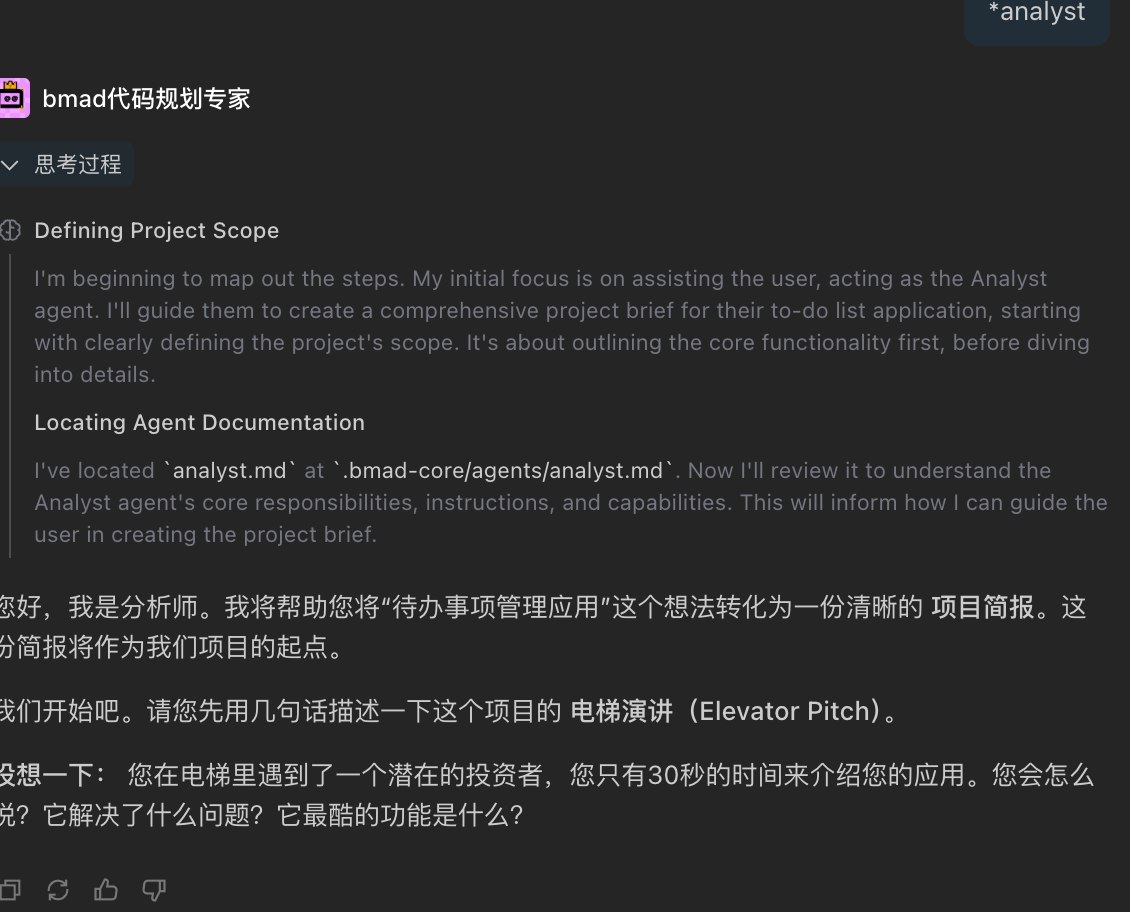 *analyst
bmad代码规划专家
思考过程
Defining Project Scope
I'm beginning to map out the steps. My initial focus is on assisting the user, acting as the Analyst
agent. I'll guide them to create a comprehensive project brief for their to-do list application, starting
with clearly defining the project's scope. It's about outlining the core functionality first, before diving
into details.
Locating Agent Documentation
I've located `analyst.md` at `.bmad-core/agents/analyst.md`. Now I'll review it to understand the
Analyst agent's core responsibilities, instructions, and capabilities. This will inform how I can guide the
user in creating the project brief.
您好，我是分析师。我将帮助您将“待办事项管理应用”这个想法转化为一份清晰的 项目简报。这
份简报将作为我们项目的起点。
我们开始吧。请您先用几句话描述一下这个项目的 电梯演讲（Elevator Pitch）。
设想一下： 您在电梯里遇到了一个潜在的投资者，您只有30秒的时间来介绍您的应用。您会怎么
说？它解决了什么问题？它最酷的功能是什么？